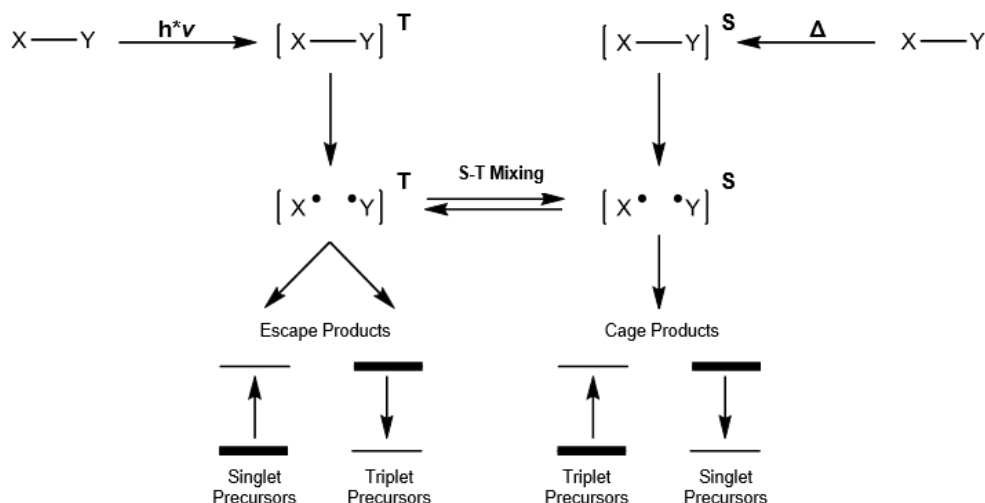 X—Y h*v [X—Y] T [X—Y] S Δ X—Y
S-T Mixing
[X• •Y] T [X• •Y] S
Escape Products Cage Products
Singlet Triplet Triplet Singlet
Precursors Precursors Precursors Precursors